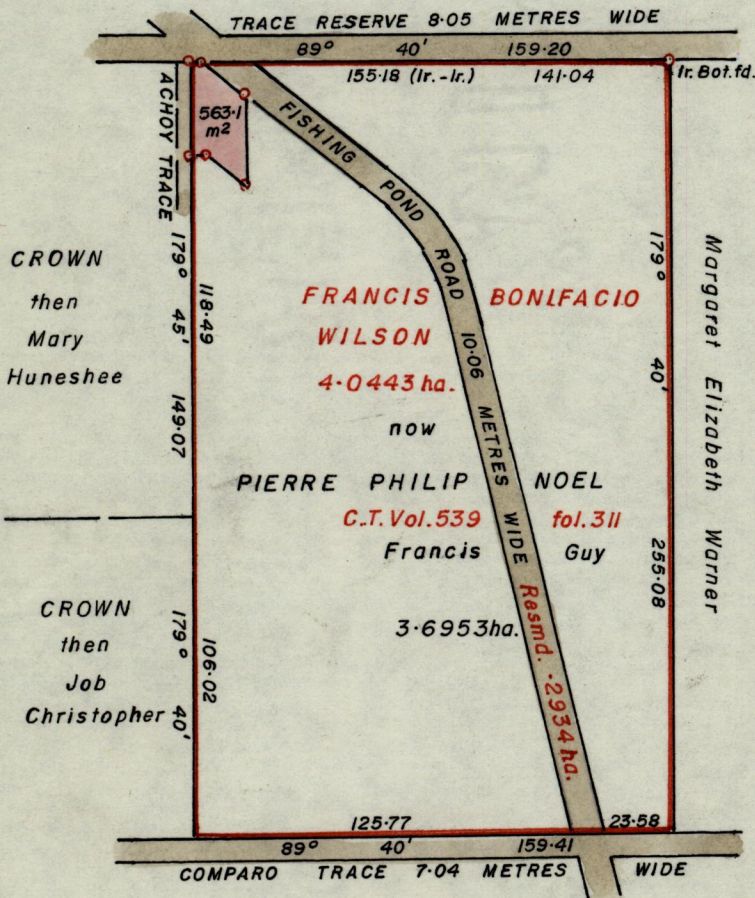 TRACE RESERVE 8·05 METRES WIDE
89° 40' 159·20
155·18 (Ir.-Ir.) 141·04
Ir. Bot. fd.
ACHOY TRACE
563·1
m²
FISHING POND ROAD 10·06 METRES WIDE
CROWN
then
Mary
Huneshee
179° 45' 149·07
118·49
FRANCIS BONIFACIO
WILSON
4·0443 ha.
now
PIERRE PHILIP NOEL
C.T. Vol. 539 fol. 311
Francis Guy
3·6953 ha.
Resmd. ·2934 ha.
179° 40'
255·08
Margaret Elizabeth Warner
CROWN
then
Job
Christopher
179° 40'
106·02
125·77 23·58
89° 40' 159·41
COMPARO TRACE 7·04 METRES WIDE